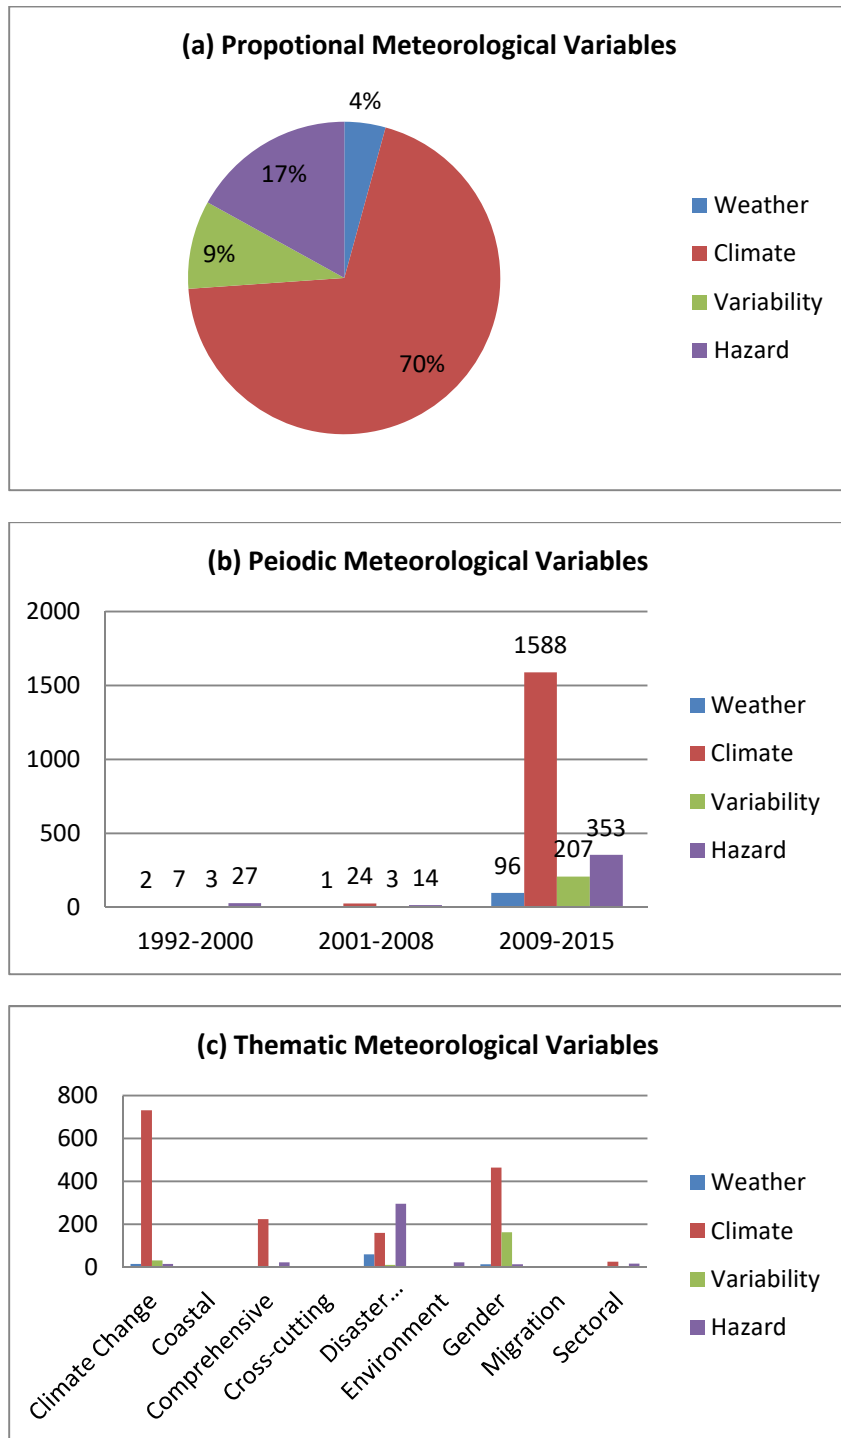 (a) Propotional Meteorological Variables
4%
17%
9%
70%
Weather
Climate
Variability
Hazard
(b) Peiodic Meteorological Variables
2000
1500
1000
500
0
1588
353
207
96
2 7 3 27
1 24 3 14
1992-2000 2001-2008 2009-2015
Weather
Climate
Variability
Hazard
(c) Thematic Meteorological Variables
800
600
400
200
0
Climate Change
Coastal
Comprehensive
Cross-cutting
Disaster...
Environment
Gender
Migration
Sectoral
Weather
Climate
Variability
Hazard